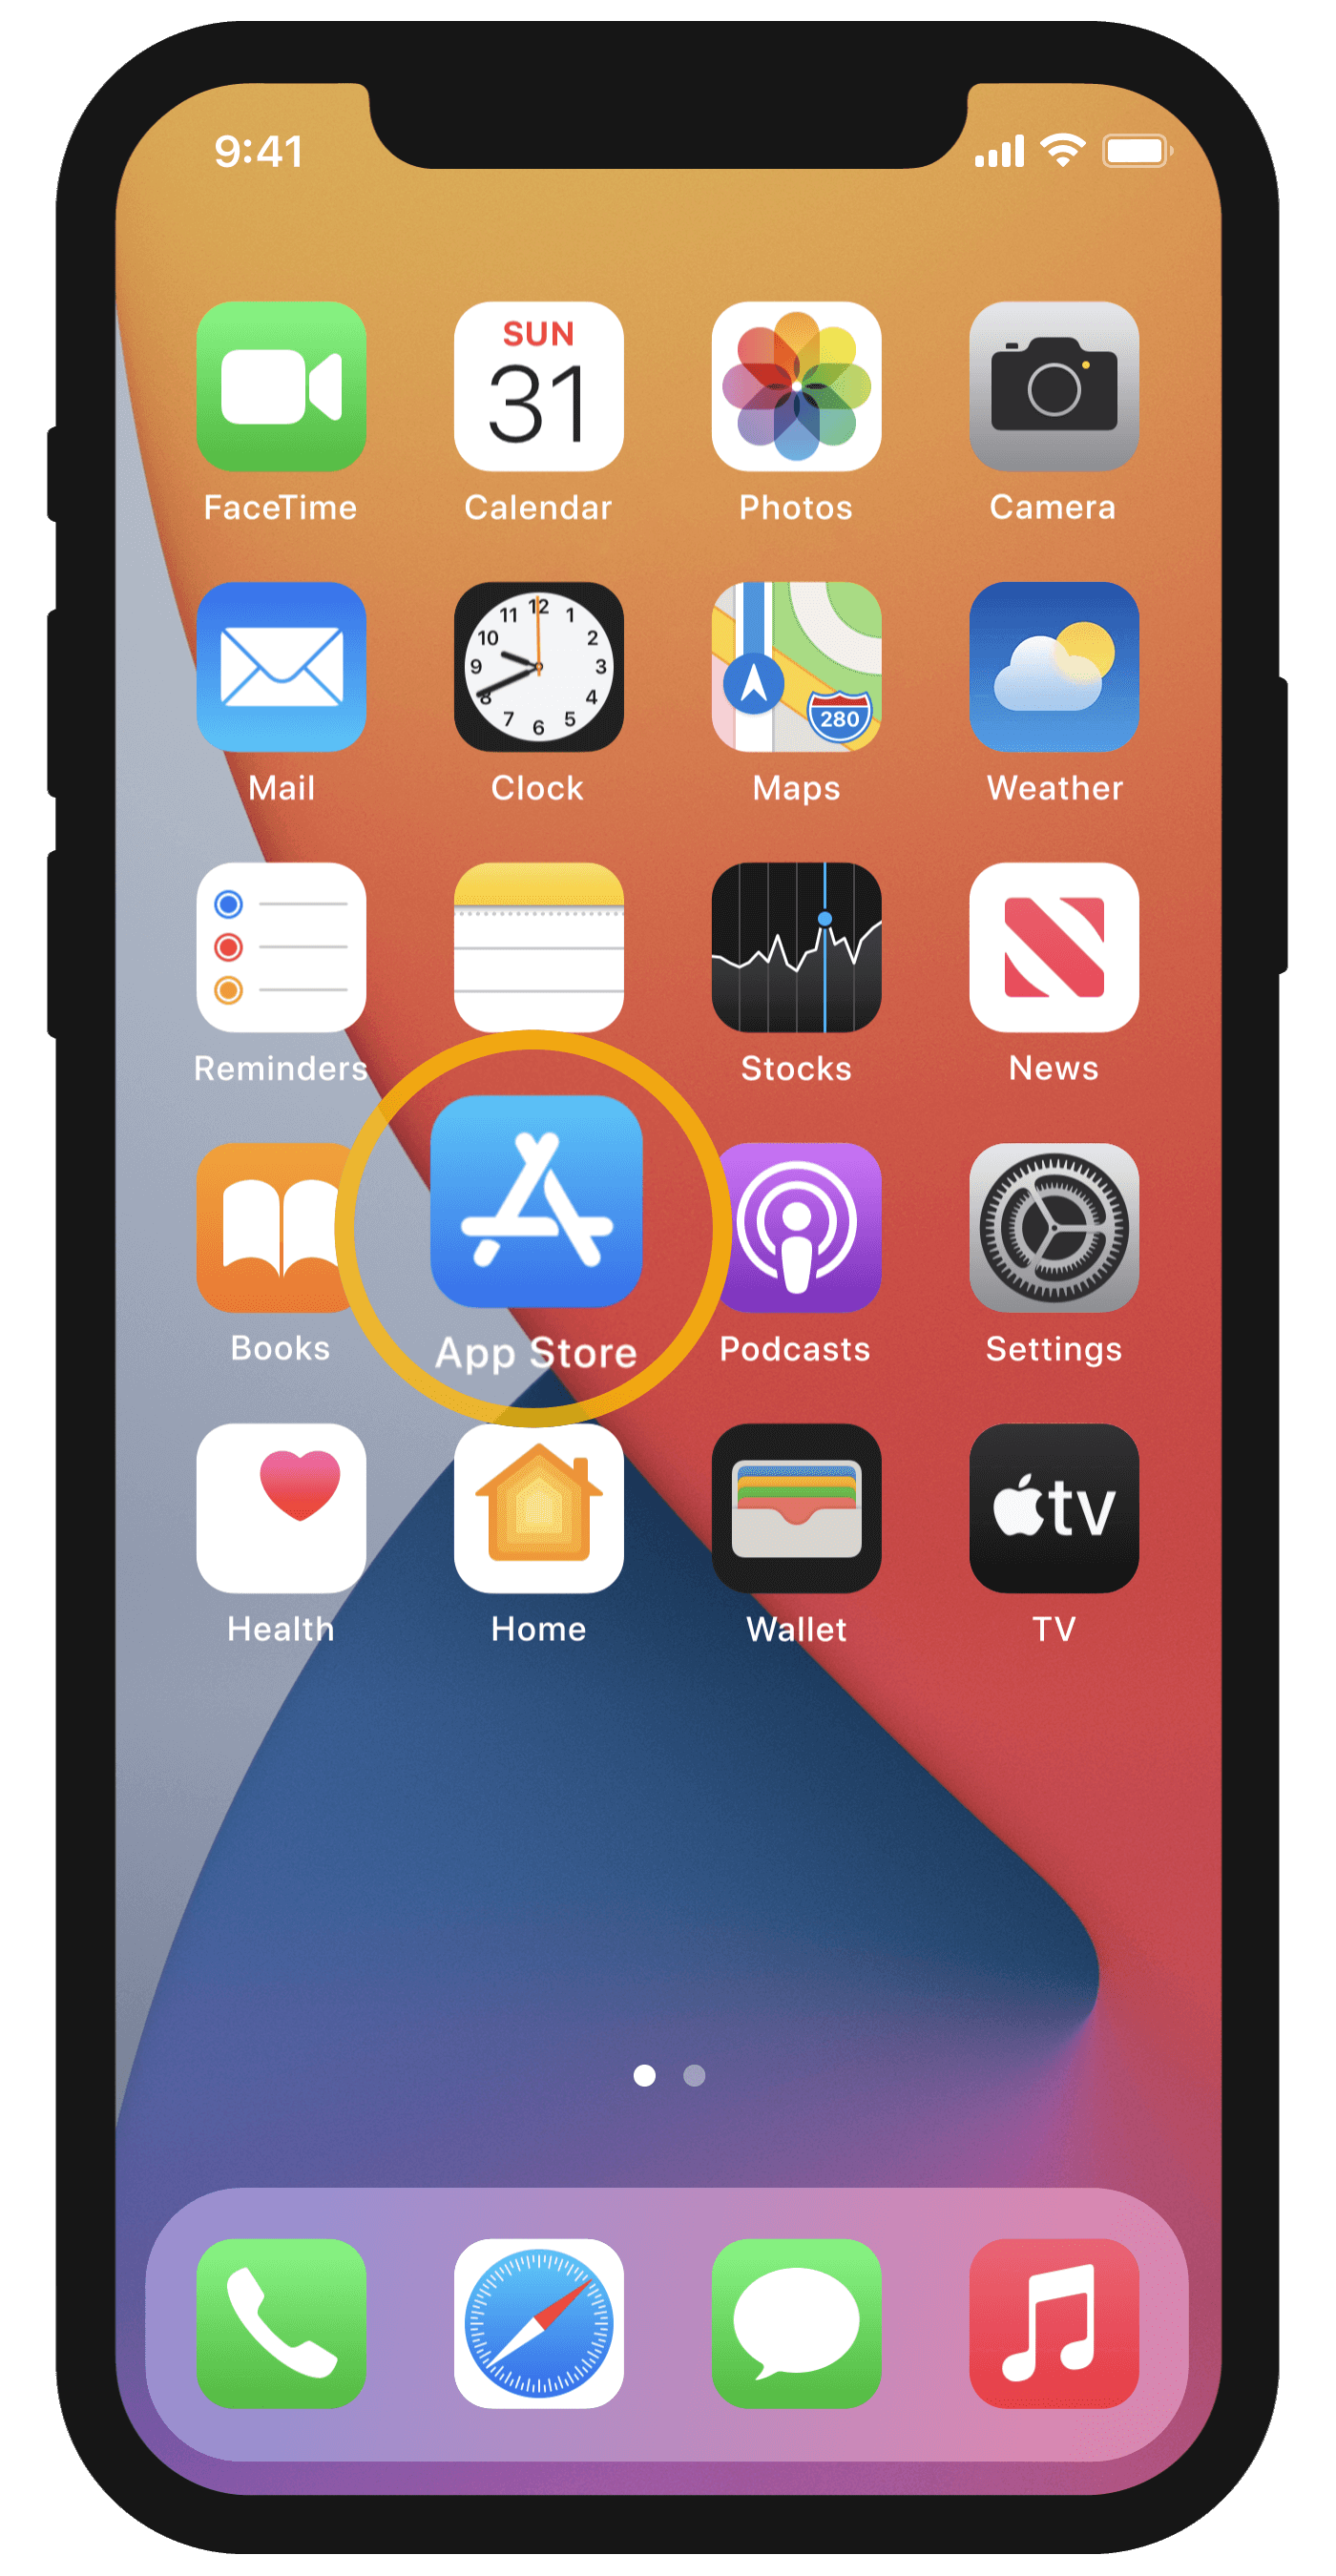 9:41
SUN
31
FaceTime
Calendar
Photos
Camera
12
11
1
10
2
9
3
8
4
7
5
6
280
Mail
Clock
Maps
Weather
Reminders
Stocks
News
Books
App Store
Podcasts
Settings
tv
Health
Home
Wallet
TV